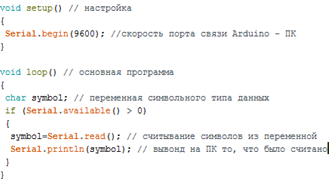 void setup() // настройка
{
Serial.begin(9600); //скорость порта связи Arduino - ПК
}
void loop() // основная программа
{
char symbol; // переменная символьного типа данных
if (Serial.available() > 0)
{
symbol=Serial.read(); // считывание символов из переменной
Serial.println(symbol); // вывонд на ПК то, что было считано
}
}